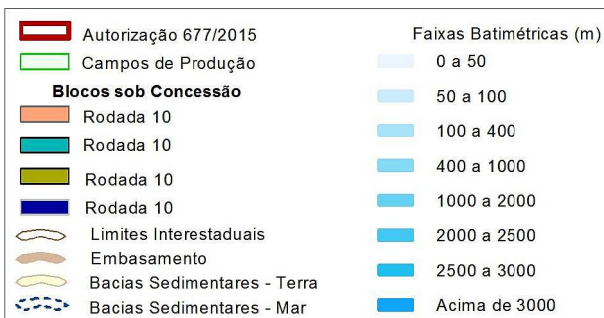 Autorização 677/2015
Campos de Produção
Blocos sob Concessão
Rodada 10
Rodada 10
Rodada 10
Rodada 10
Limites Interestaduais
Embasamento
Bacias Sedimentares - Terra
Bacias Sedimentares - Mar
Faixas Batimétricas (m)
0 a 50
50 a 100
100 a 400
400 a 1000
1000 a 2000
2000 a 2500
2500 a 3000
Acima de 3000